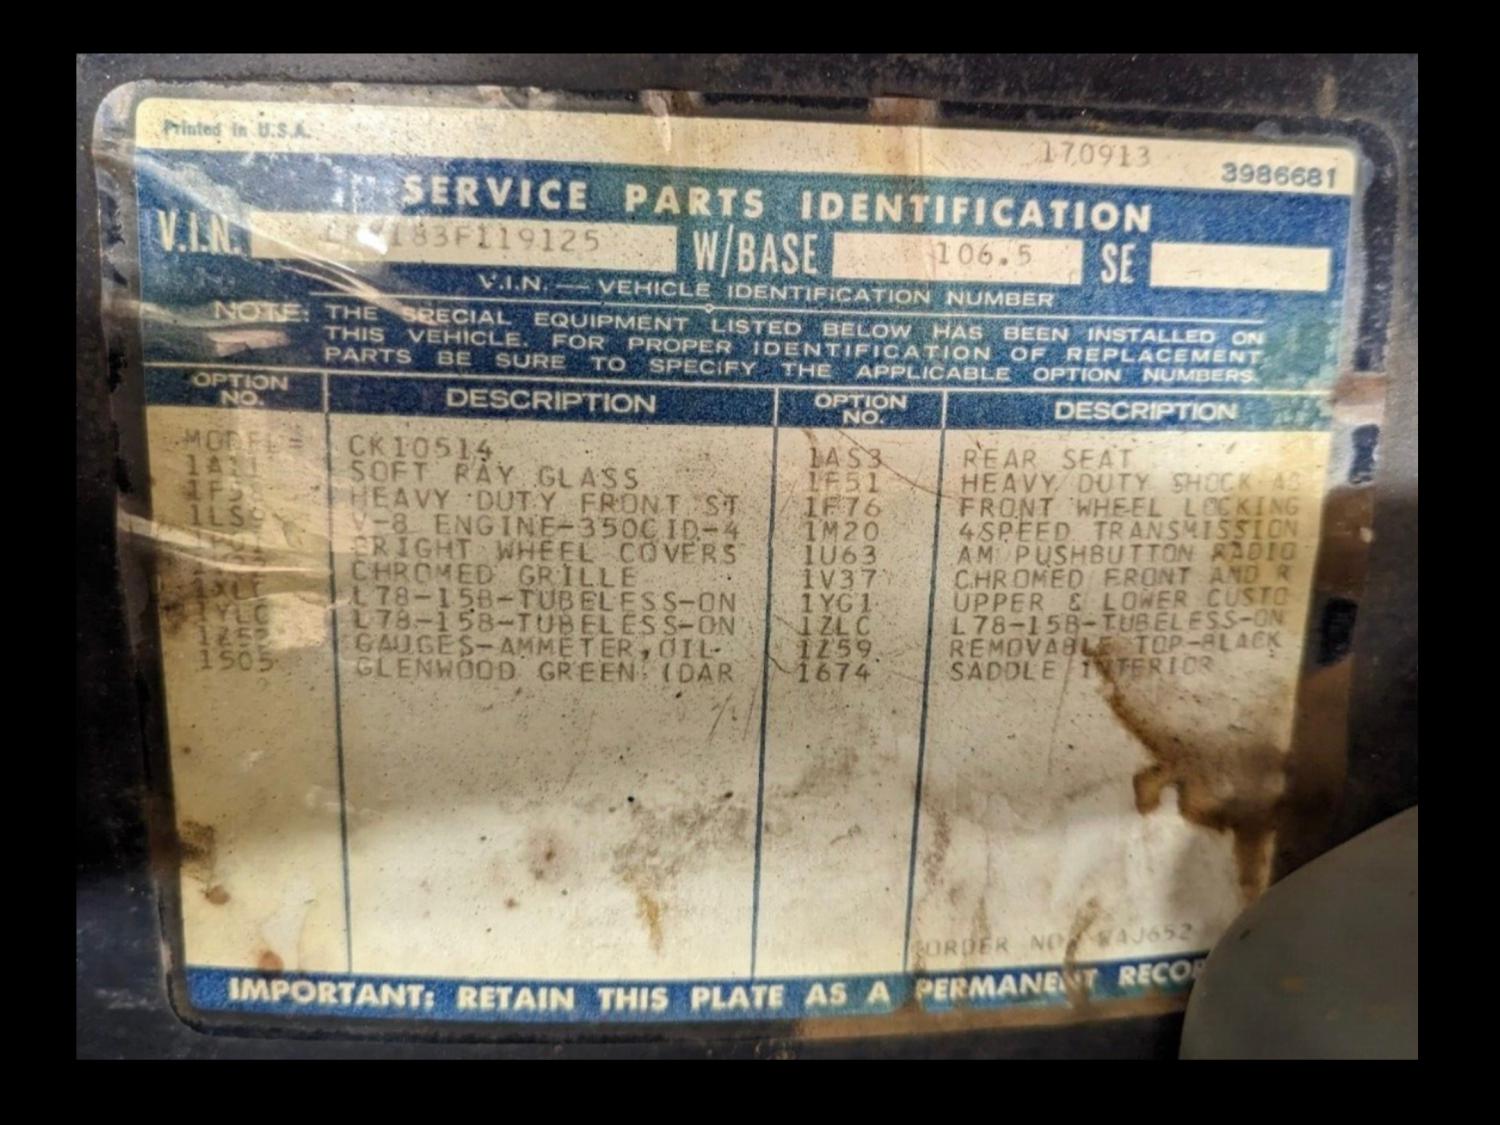 Printed in U.S.A.
170913
3986681
SERVICE PARTS IDENTIFICATION
V.I.N. 183F119125 W/BASE 106.5 SE
V.I.N. — VEHICLE IDENTIFICATION NUMBER
NOTE: THE SPECIAL EQUIPMENT LISTED BELOW HAS BEEN INSTALLED ON
THIS VEHICLE. FOR PROPER IDENTIFICATION OF REPLACEMENT
PARTS BE SURE TO SPECIFY THE APPLICABLE OPTION NUMBERS.
OPTION NO. DESCRIPTION OPTION NO. DESCRIPTION
MODEL= CK10514 1AS3 REAR SEAT
SOFT RAY GLASS 1F51 HEAVY DUTY SHOCK AB
HEAVY DUTY FRONT ST 1F76 FRONT WHEEL LOCKING
1LS9 V-8 ENGINE-350CID-4 1M20 4SPEED TRANSMISSION
BRIGHT WHEEL COVERS 1U63 AM PUSHBUTTON RADIO
CHROMED GRILLE 1V37 CHROMED FRONT AND R
L78-15B-TUBELESS-ON 1YG1 UPPER & LOWER CUSTO
1YLC L78-15B-TUBELESS-ON 1ZLC L78-15B-TUBELESS-ON
GAUGES-AMMETER,OIL- 1Z59 REMOVABLE TOP-BLACK
1505 GLENWOOD GREEN (DAR 1674 SADDLE INTERIOR
ORDER NO.
IMPORTANT: RETAIN THIS PLATE AS A PERMANENT RECOR